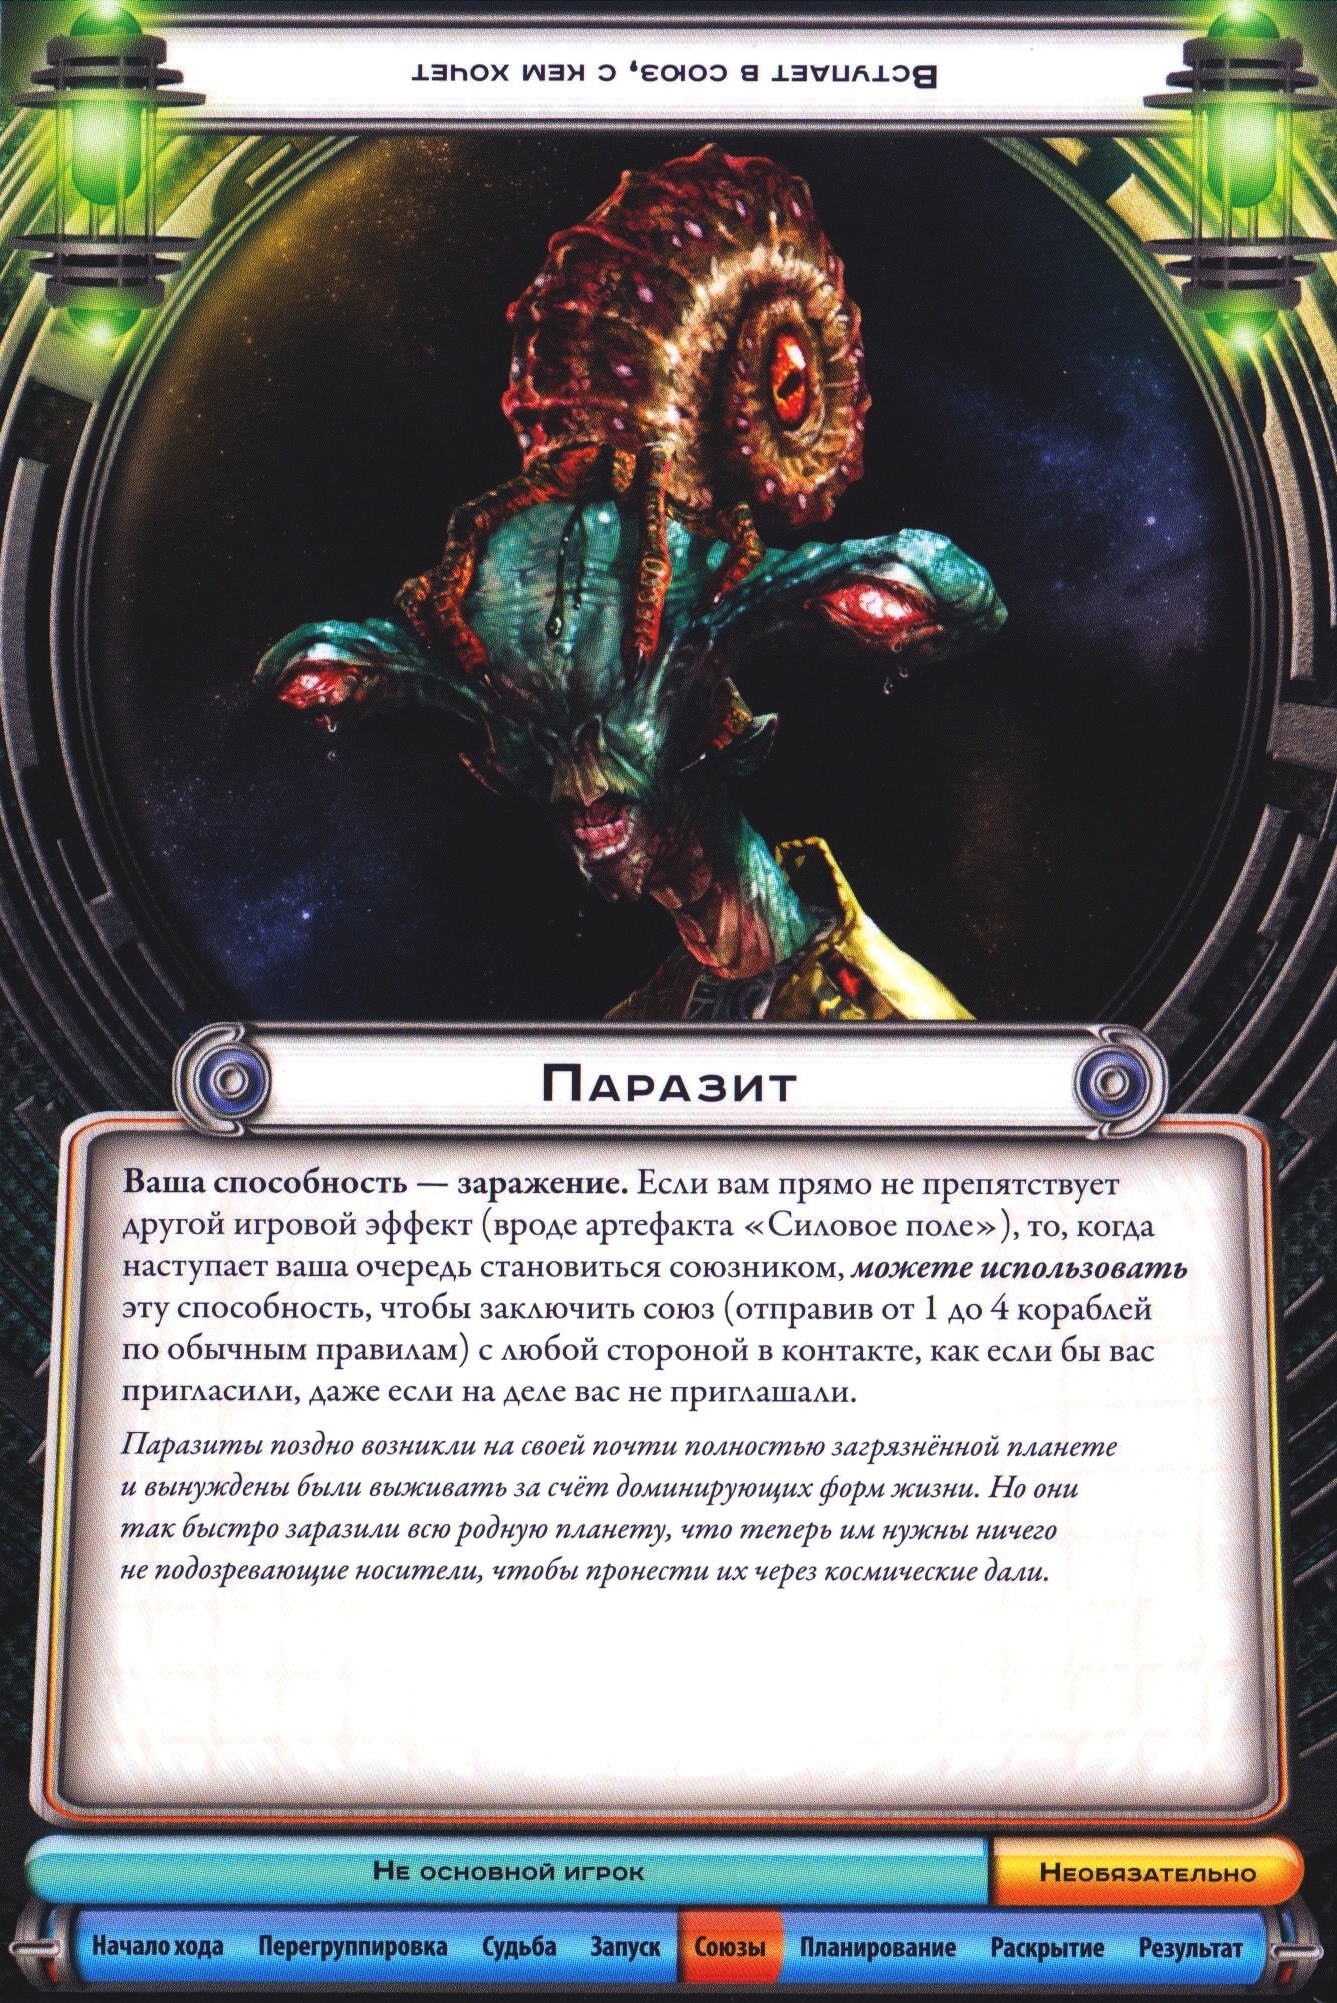 Вступает в союз, с кем хочет
Паразит
Ваша способность — заражение. Если вам прямо не препятствует
другой игровой эффект (вроде артефакта «Силовое поле»), то, когда
наступает ваша очередь становиться союзником, можете использовать
эту способность, чтобы заключить союз (отправив от 1 до 4 кораблей
по обычным правилам) с любой стороной в контакте, как если бы вас
пригласили, даже если на деле вас не приглашали.
Паразиты поздно возникли на своей почти полностью загрязнённой планете
и вынуждены были выживать за счёт доминирующих форм жизни. Но они
так быстро заразили всю родную планету, что теперь им нужны ничего
не подозревающие носители, чтобы пронести их через космические дали.
Не основной игрок Необязательно
Начало хода Перегруппировка Судьба Запуск Союзы Планирование Раскрытие Результат